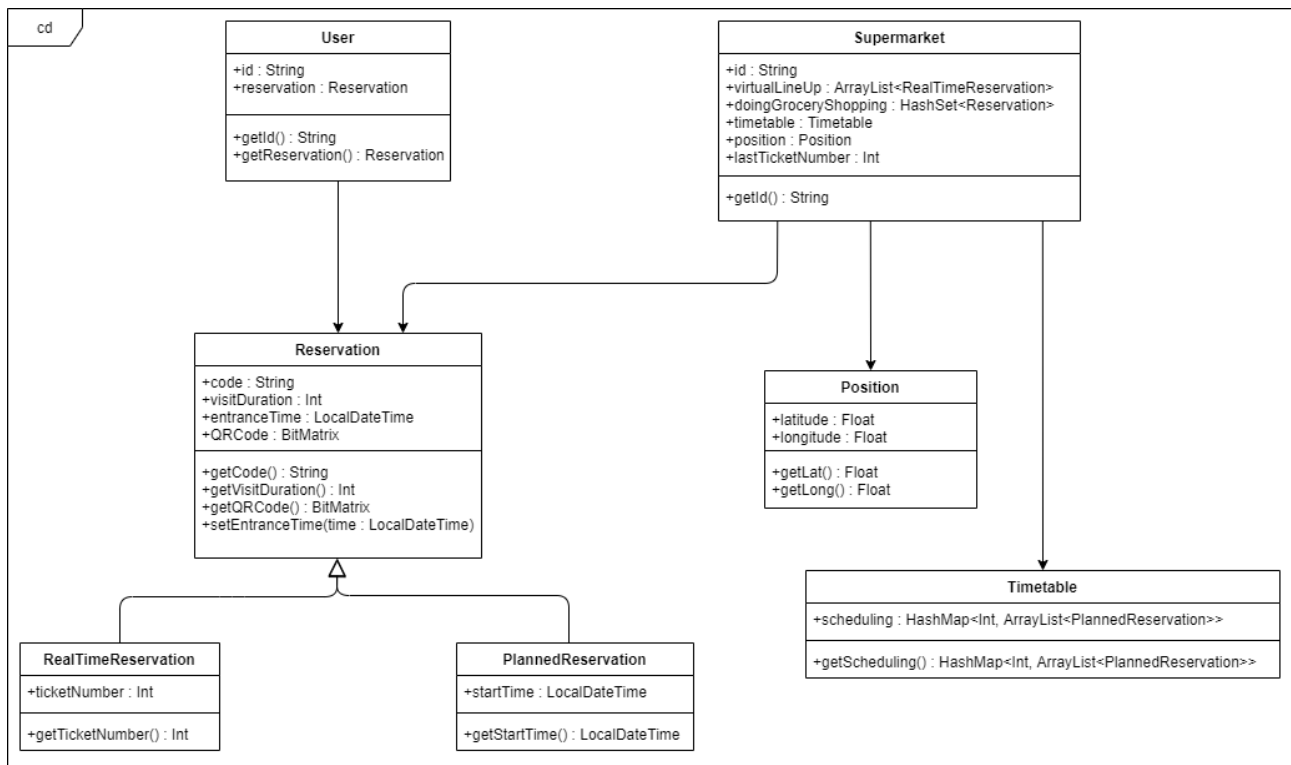 cd
User
+id : String
+reservation : Reservation
+getId() : String
+getReservation() : Reservation
Supermarket
+id : String
+virtualLineUp : ArrayList<RealTimeReservation>
+doingGroceryShopping : HashSet<Reservation>
+timetable : Timetable
+position : Position
+lastTicketNumber : Int
+getId() : String
Reservation
+code : String
+visitDuration : Int
+entranceTime : LocalDateTime
+QRCode : BitMatrix
+getCode() : String
+getVisitDuration() : Int
+getQRCode() : BitMatrix
+setEntranceTime(time : LocalDateTime)
Position
+latitude : Float
+longitude : Float
+getLat() : Float
+getLong() : Float
Timetable
+scheduling : HashMap<Int, ArrayList<PlannedReservation>>
+getScheduling() : HashMap<Int, ArrayList<PlannedReservation>>
RealTimeReservation
+ticketNumber : Int
+getTicketNumber() : Int
PlannedReservation
+startTime : LocalDateTime
+getStartTime() : LocalDateTime